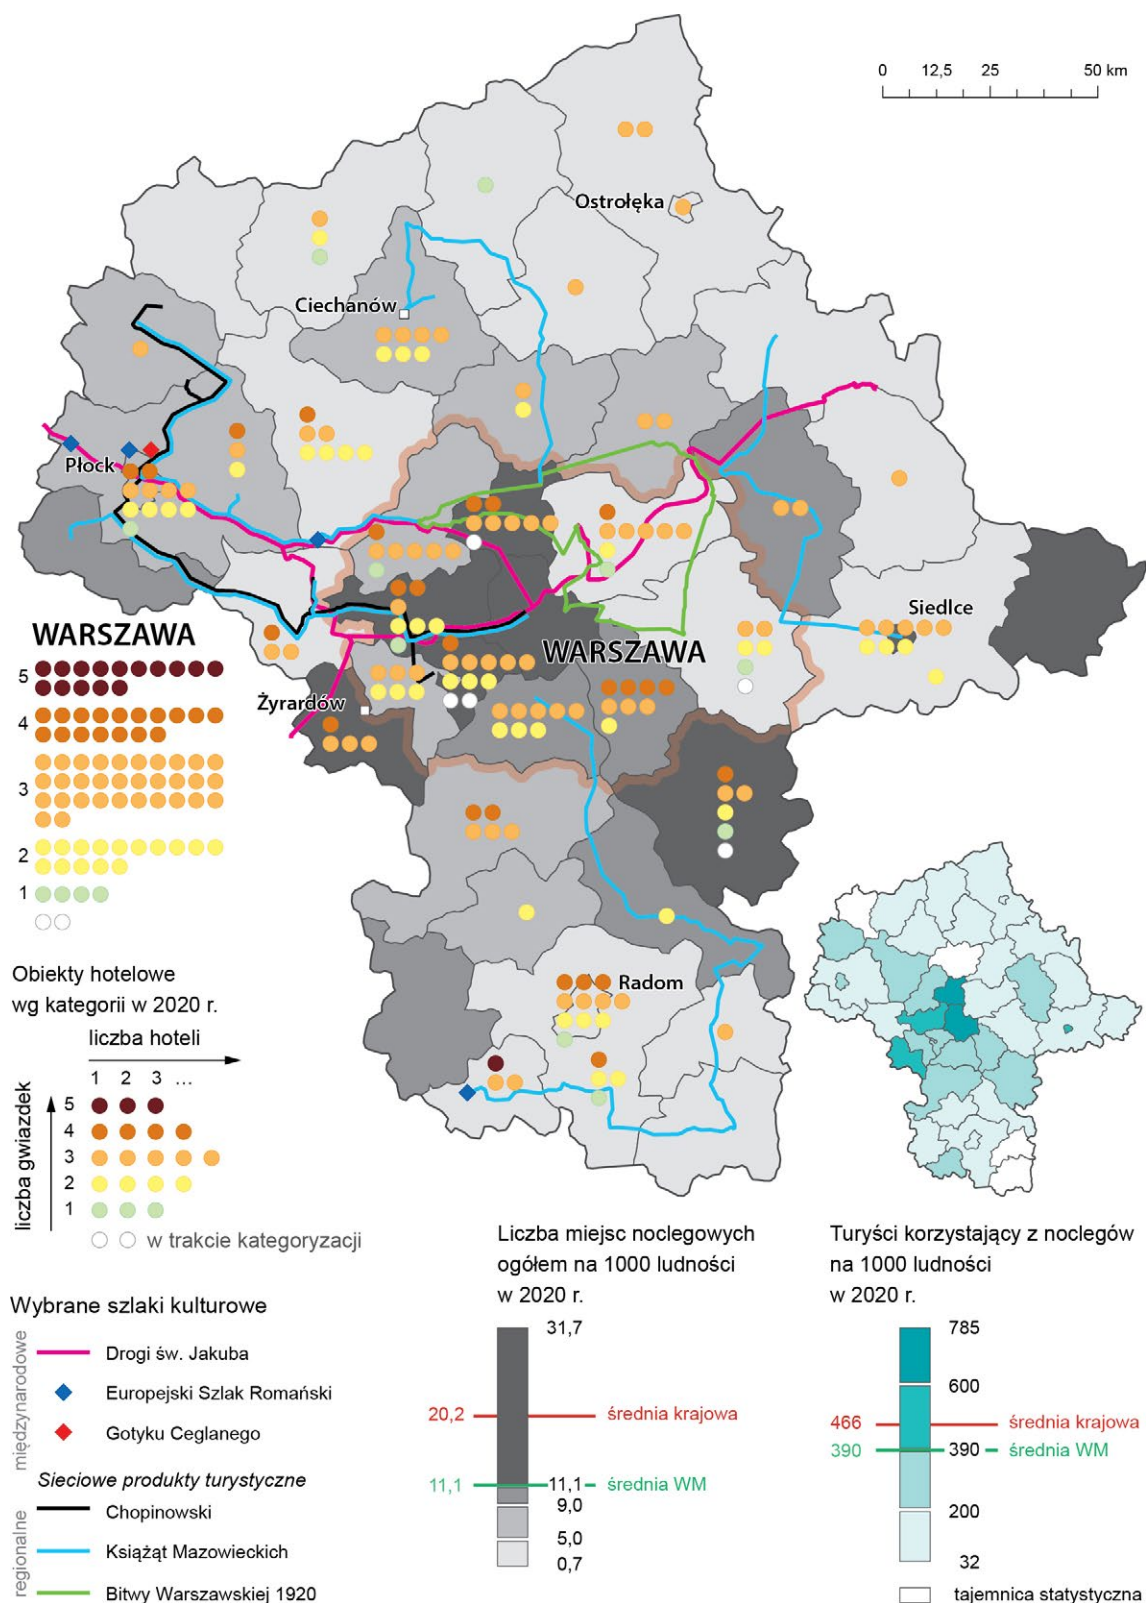 0 12,5 25 50 km
Ostrołęka
Ciechanów
Płock
Siedlce
WARSZAWA
WARSZAWA
5
4
3
2
1
Żyrardów
Radom
Obiekty hotelowe
wg kategorii w 2020 r.
liczba hoteli
1 2 3 ...
liczba gwiazdek
5
4
3
2
1
w trakcie kategoryzacji
Wybrane szlaki kulturowe
międzynarodowe
Drogi św. Jakuba
Europejski Szlak Romański
Gotyku Ceglanego
Sieciowe produkty turystyczne
regionalne
Chopinowski
Książąt Mazowieckich
Bitwy Warszawskiej 1920
Liczba miejsc noclegowych
ogółem na 1000 ludności
w 2020 r.
31,7
20,2 średnia krajowa
11,1 11,1 średnia WM
9,0
5,0
0,7
Turyści korzystający z noclegów
na 1000 ludności
w 2020 r.
785
600
466 średnia krajowa
390 390 średnia WM
200
32
tajemnica statystyczna